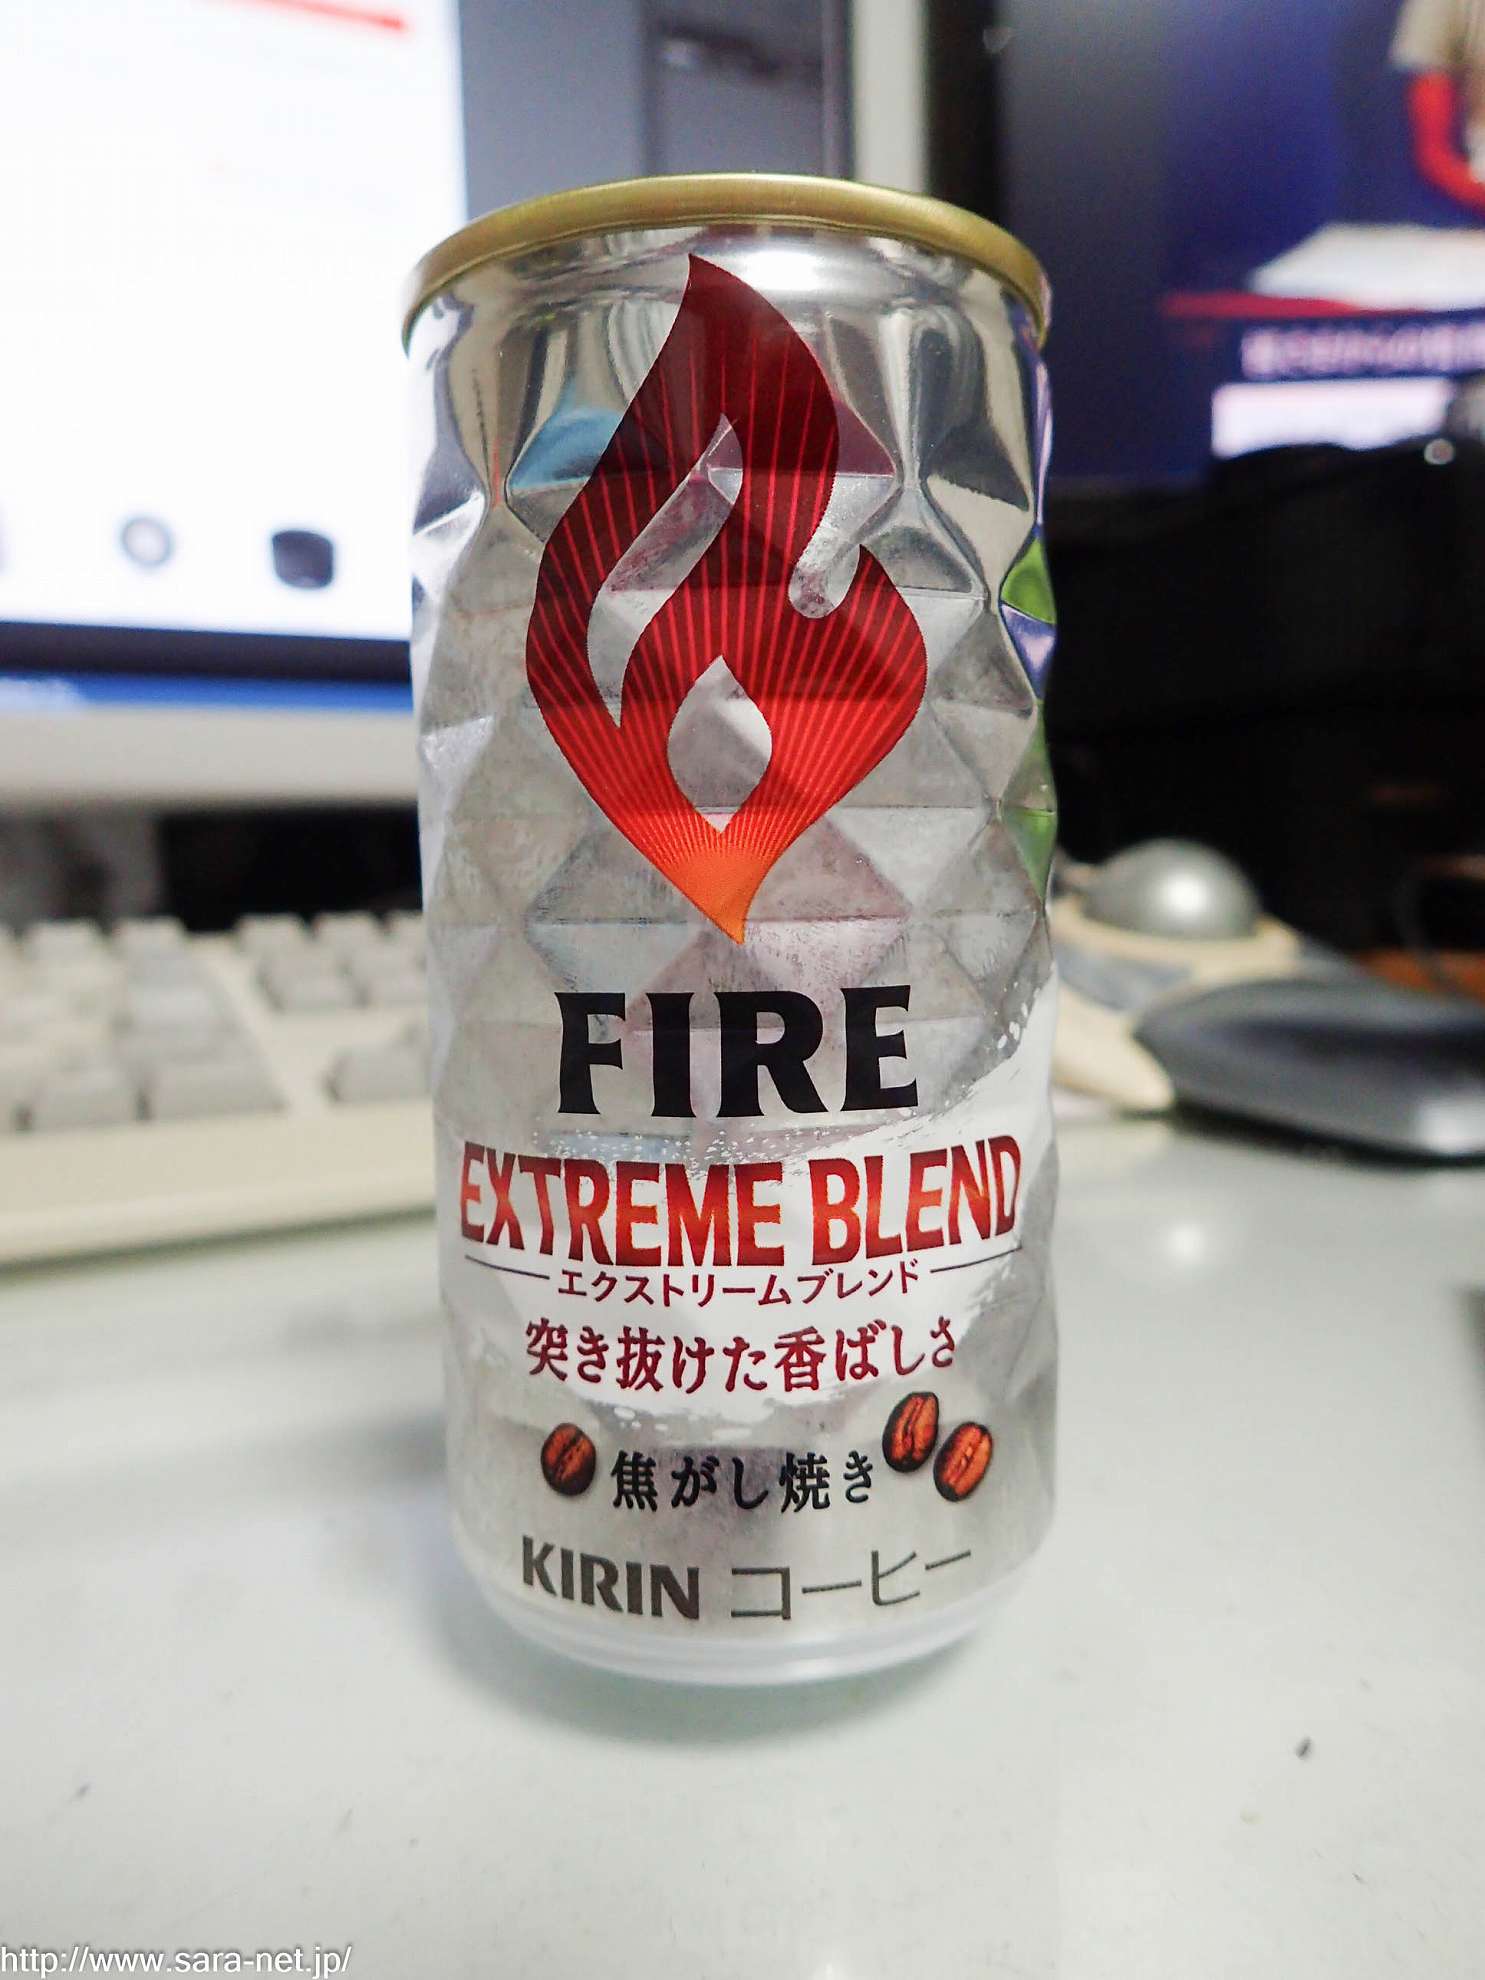 FIRE
EXTREME BLEND
エクストリームブレンド
突き抜けた香ばしさ
焦がし焼き
KIRIN コーヒー
http://www.sara-net.jp/